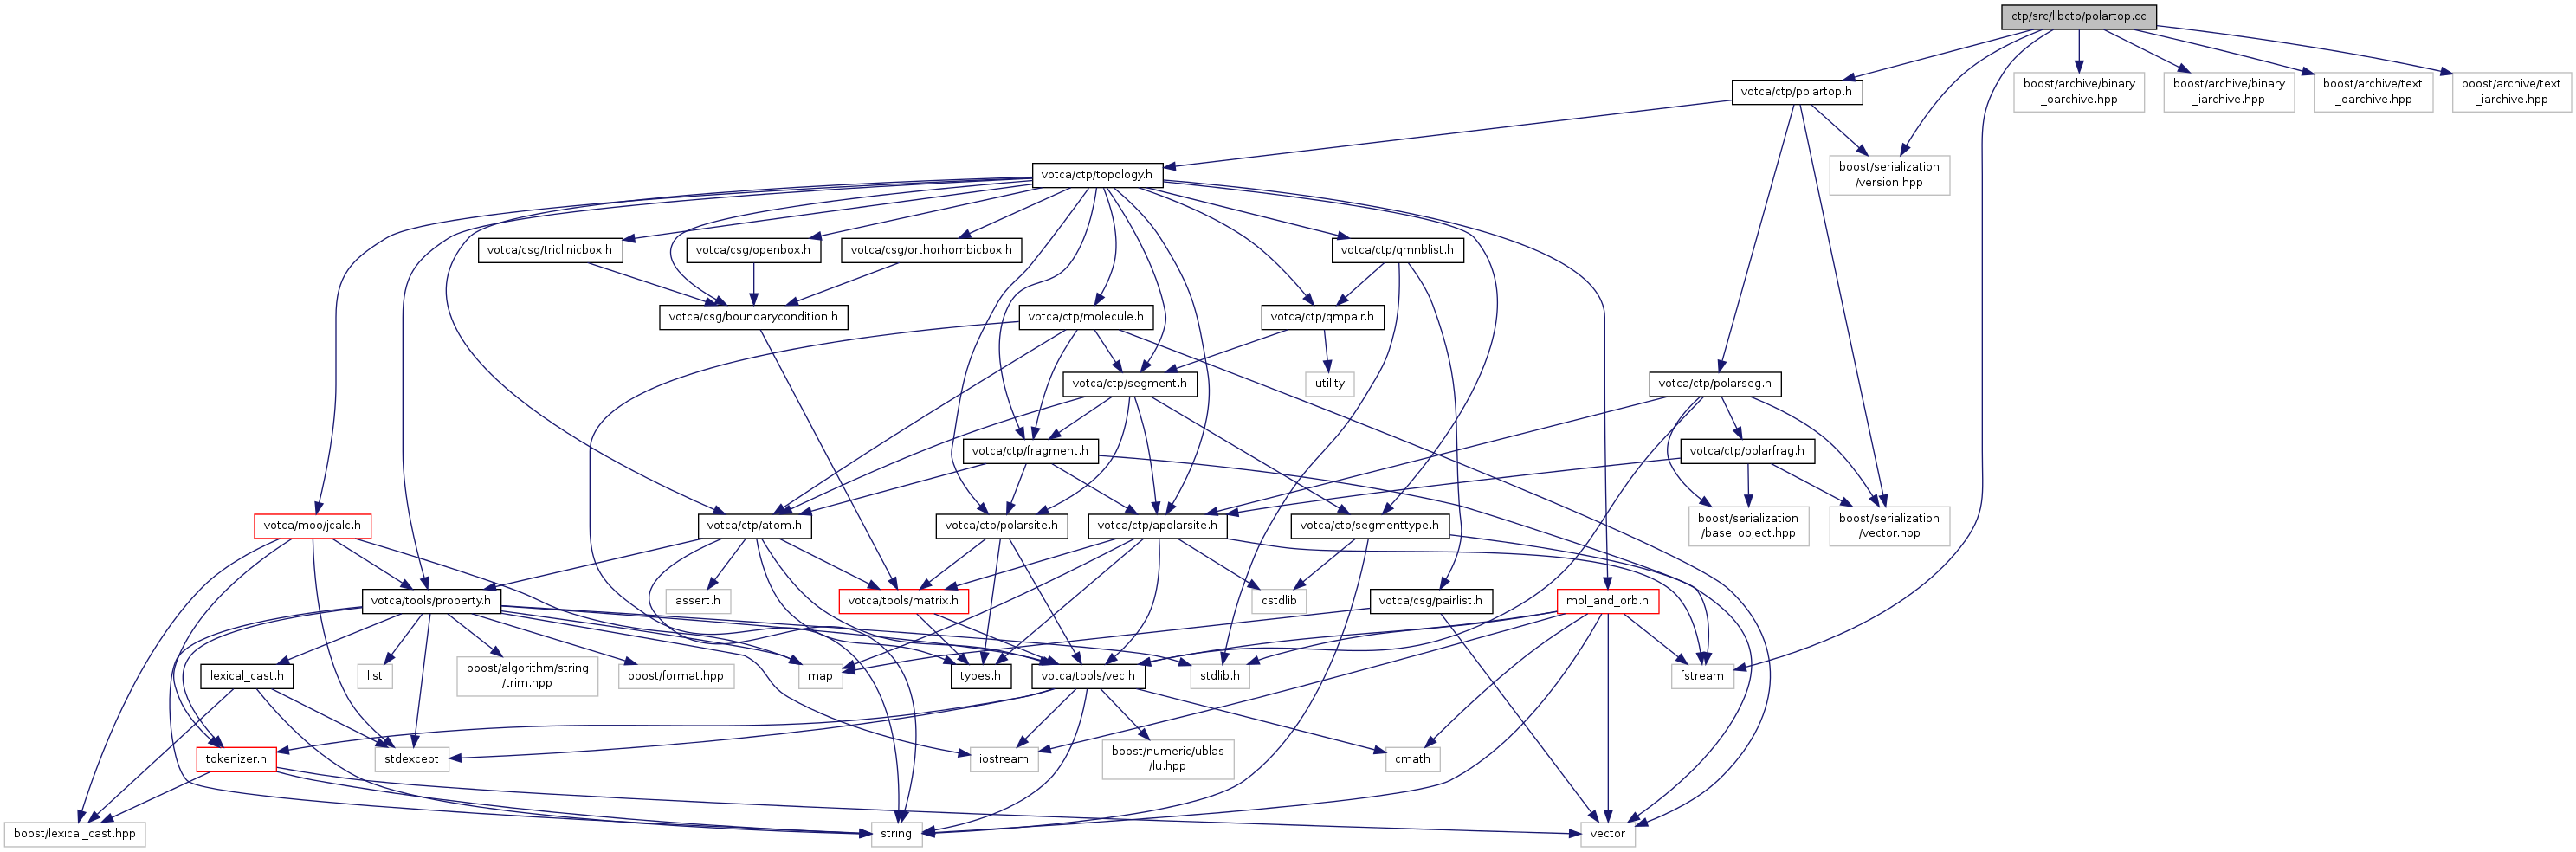 ctp/src/libctp/polartop.cc
votca/ctp/polartop.h
boost/archive/binary
_oarchive.hpp
boost/archive/binary
_iarchive.hpp
boost/archive/text
_oarchive.hpp
boost/archive/text
_iarchive.hpp
votca/ctp/topology.h
boost/serialization
/version.hpp
votca/csg/triclinicbox.h
votca/csg/openbox.h
votca/csg/orthorhombicbox.h
votca/ctp/qmnblist.h
votca/csg/boundarycondition.h
votca/ctp/molecule.h
votca/ctp/qmpair.h
votca/ctp/segment.h
utility
votca/ctp/polarseg.h
votca/ctp/fragment.h
votca/ctp/polarfrag.h
votca/moo/jcalc.h
votca/ctp/atom.h
votca/ctp/polarsite.h
votca/ctp/apolarsite.h
votca/ctp/segmenttype.h
boost/serialization
/base_object.hpp
boost/serialization
/vector.hpp
votca/tools/property.h
assert.h
votca/tools/matrix.h
cstdlib
votca/csg/pairlist.h
mol_and_orb.h
lexical_cast.h
list
boost/algorithm/string
/trim.hpp
boost/format.hpp
map
types.h
votca/tools/vec.h
stdlib.h
fstream
tokenizer.h
stdexcept
iostream
boost/numeric/ublas
/lu.hpp
cmath
boost/lexical_cast.hpp
string
vector